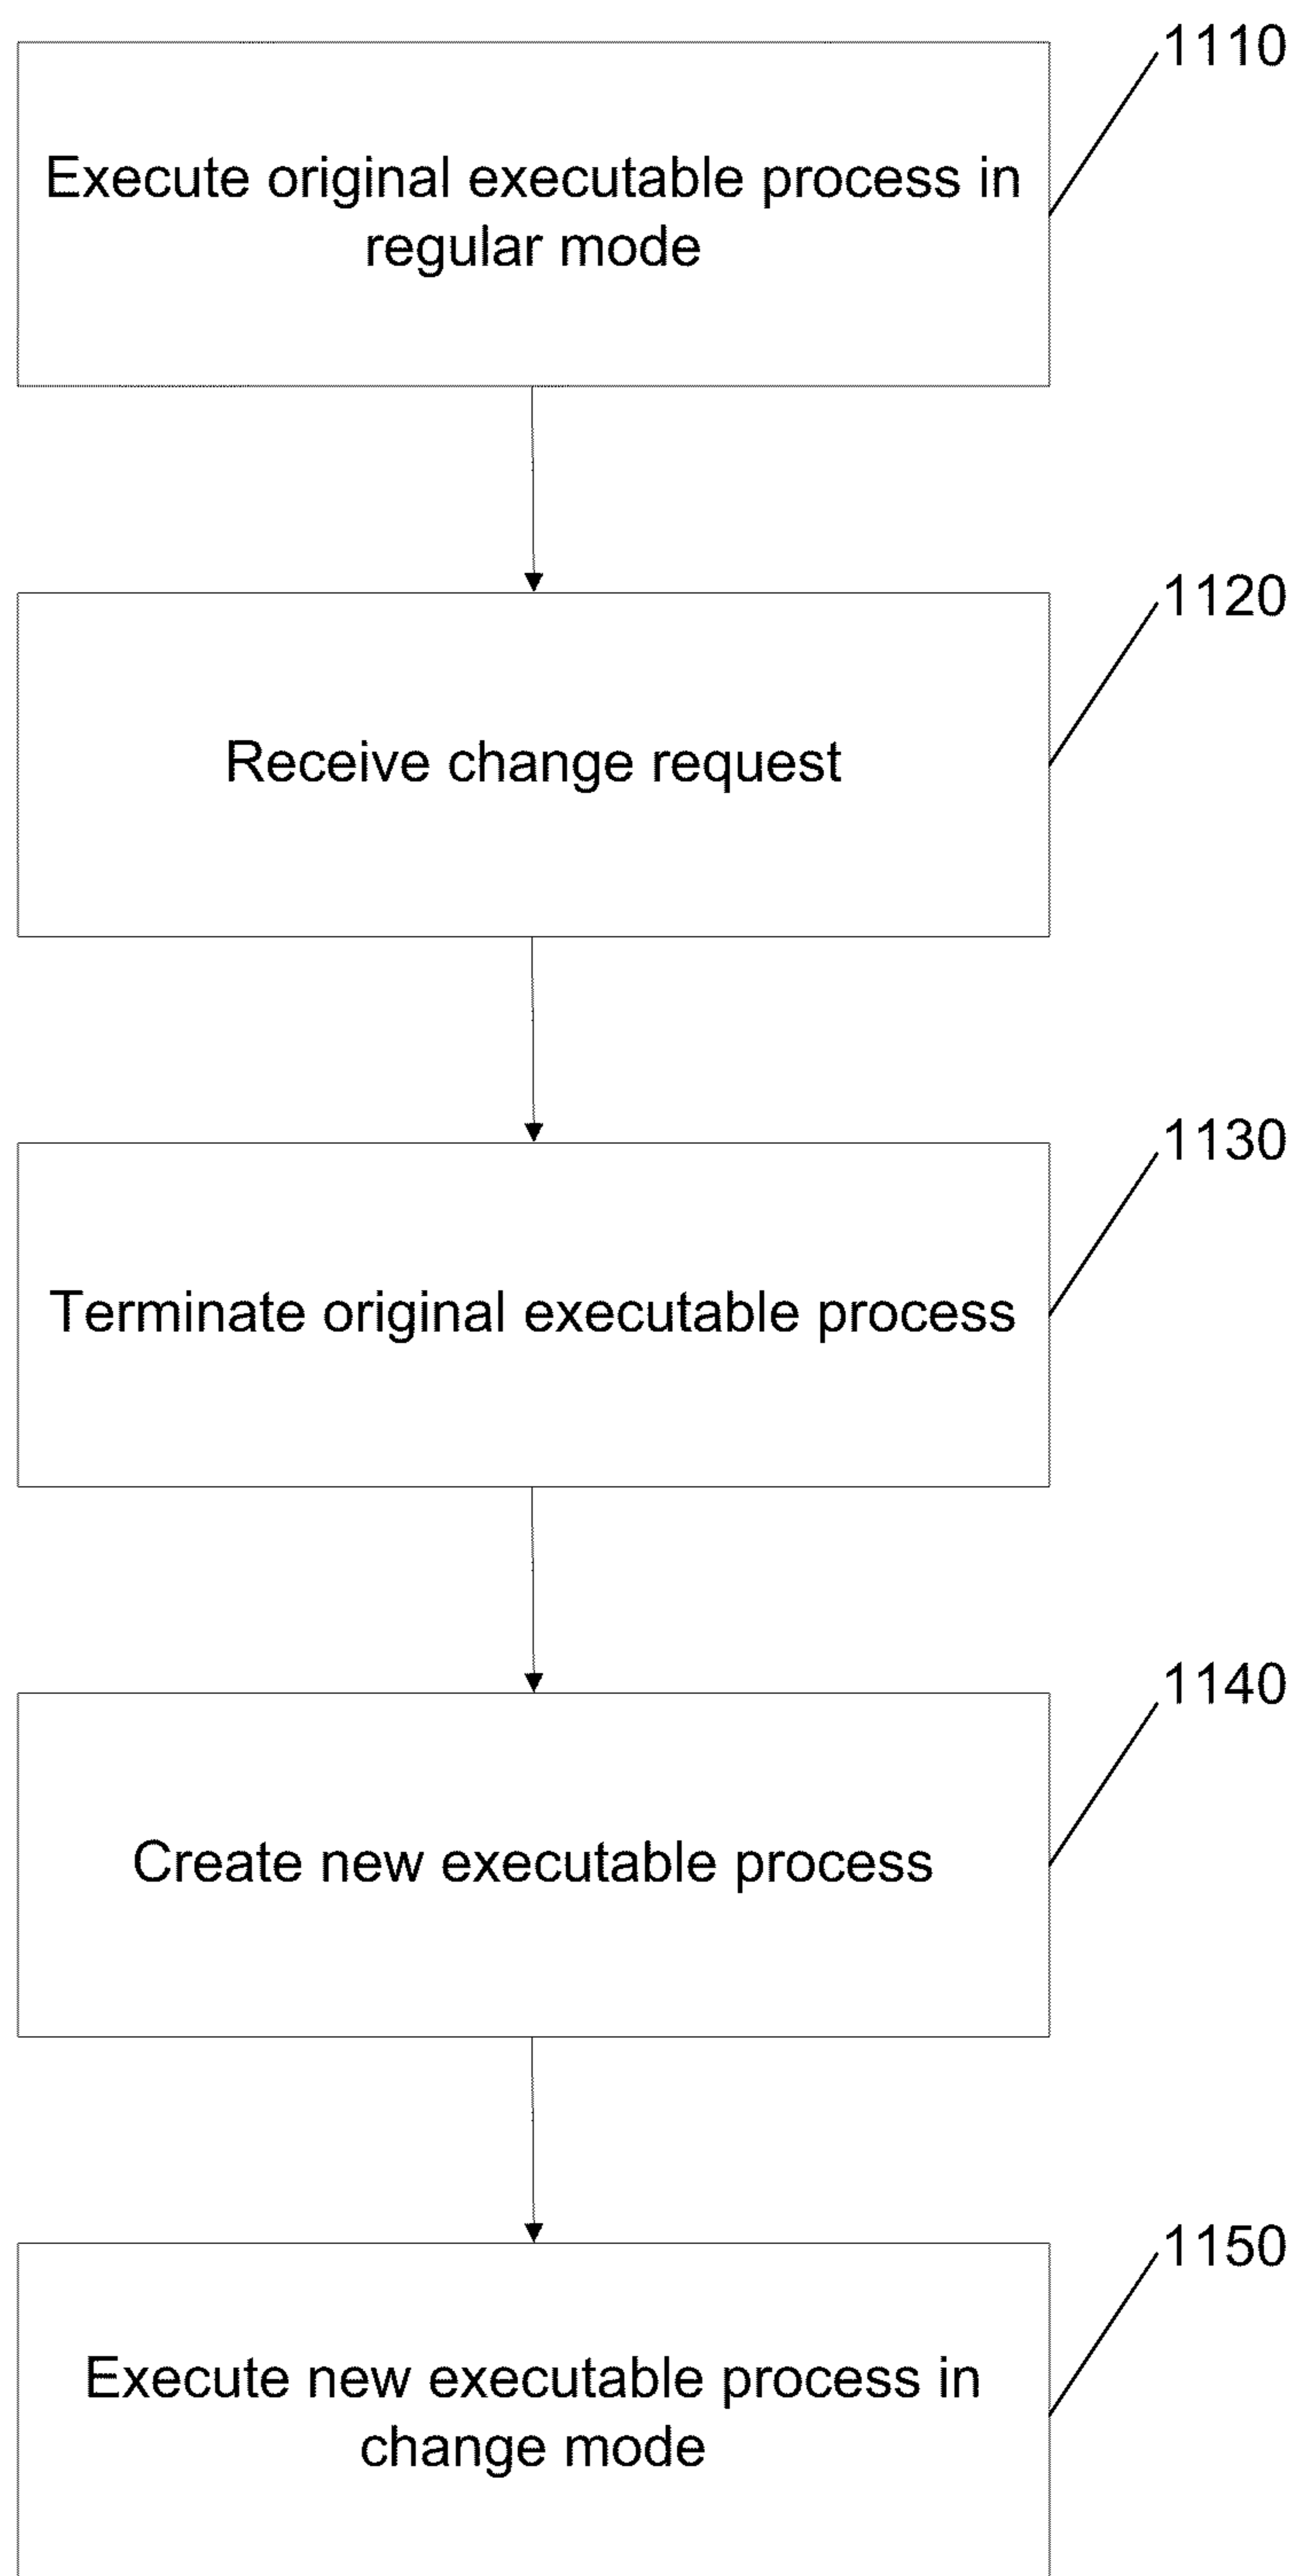 1110
Execute original executable process in
regular mode
1120
Receive change request
1130
Terminate original executable process
1140
Create new executable process
1150
Execute new executable process in
change mode